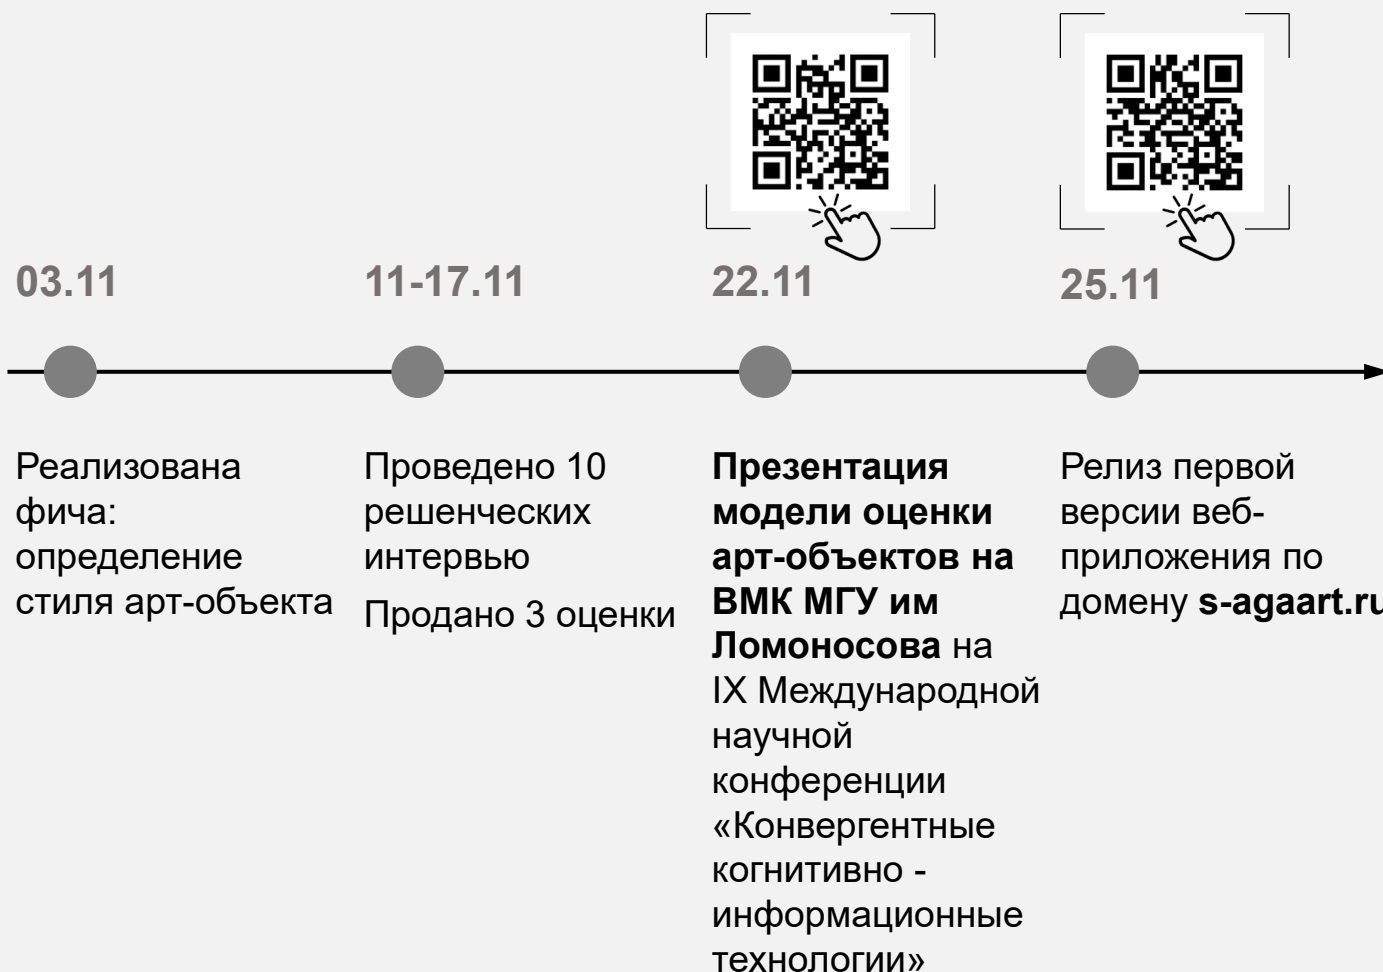 03.11
11-17.11
22.11
25.11
Реализована
фича:
определение
стиля арт-объекта
Проведено 10
решенческих
интервью
Продано 3 оценки
Презентация
модели оценки
арт-объектов на
ВМК МГУ им
Ломоносова на
IX Международной
научной
конференции
«Конвергентные
когнитивно -
информационные
технологии»
Релиз первой
версии веб-
приложения по
домену s-agaart.ru